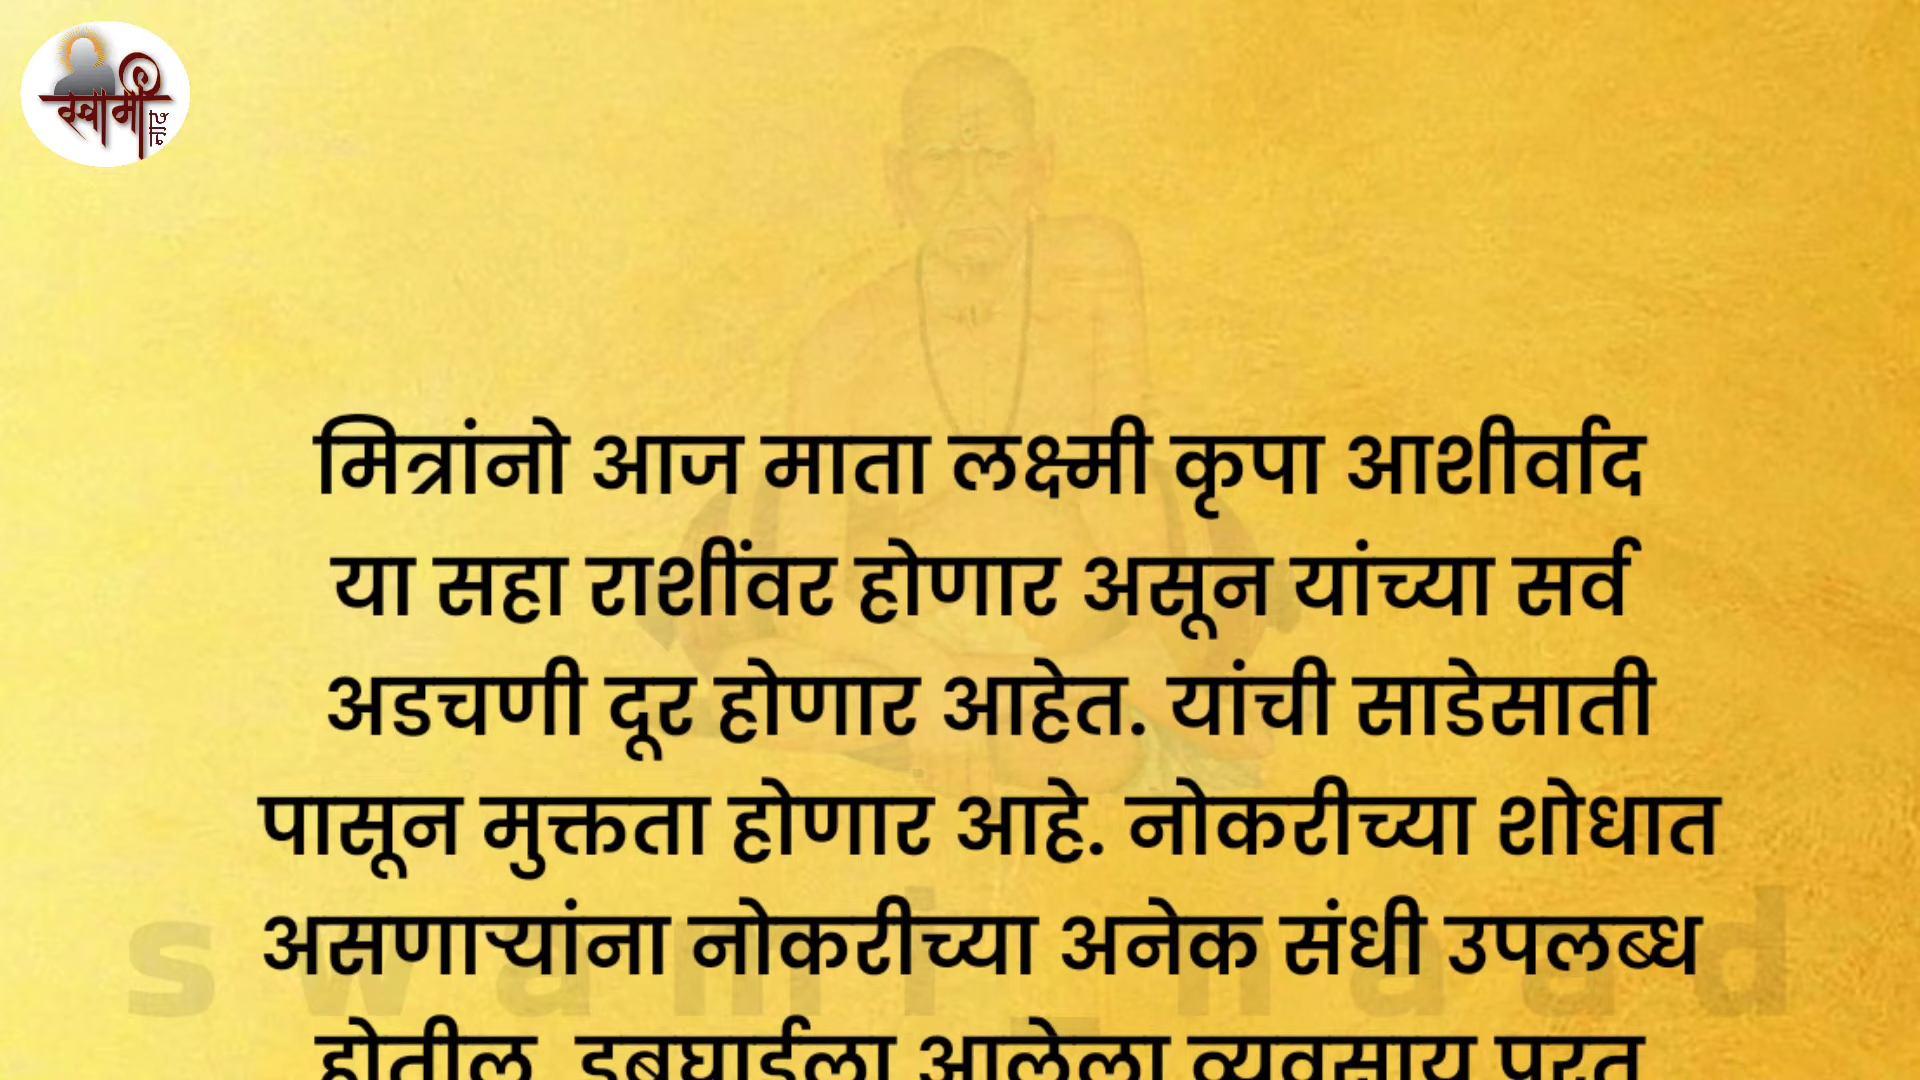 स्वामी
नाद
मित्रांनो आज माता लक्ष्मी कृपा आशीर्वाद
या सहा राशींवर होणार असून यांच्या सर्व
अडचणी दूर होणार आहेत. यांची साडेसाती
पासून मुक्तता होणार आहे. नोकरीच्या शोधात
असणाऱ्यांना नोकरीच्या अनेक संधी उपलब्ध
swami_naad
होतील. डबघाईला आलेला व्यवसाय परत